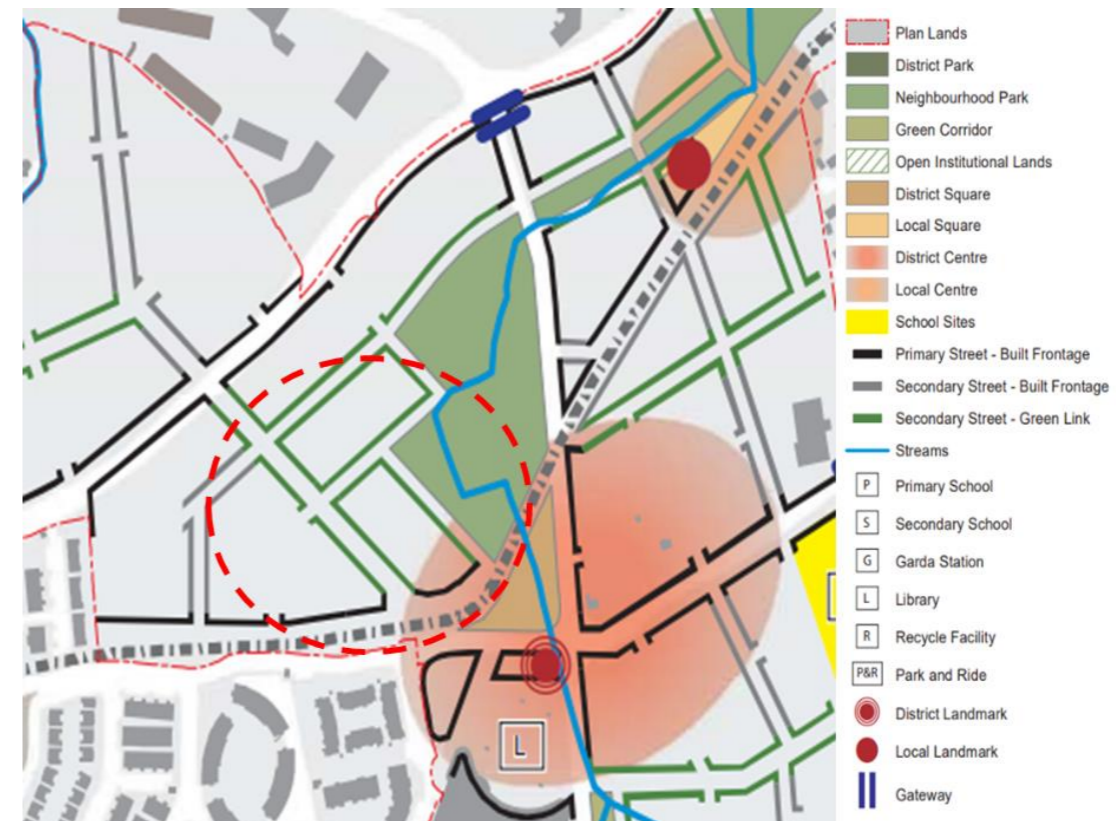 L
Plan Lands
District Park
Neighbourhood Park
Green Corridor
Open Institutional Lands
District Square
Local Square
District Centre
Local Centre
School Sites
Primary Street - Built Frontage
Secondary Street - Built Frontage
Secondary Street - Green Link
Streams
P Primary School
S Secondary School
G Garda Station
L Library
R Recycle Facility
P&R Park and Ride
District Landmark
Local Landmark
Gateway